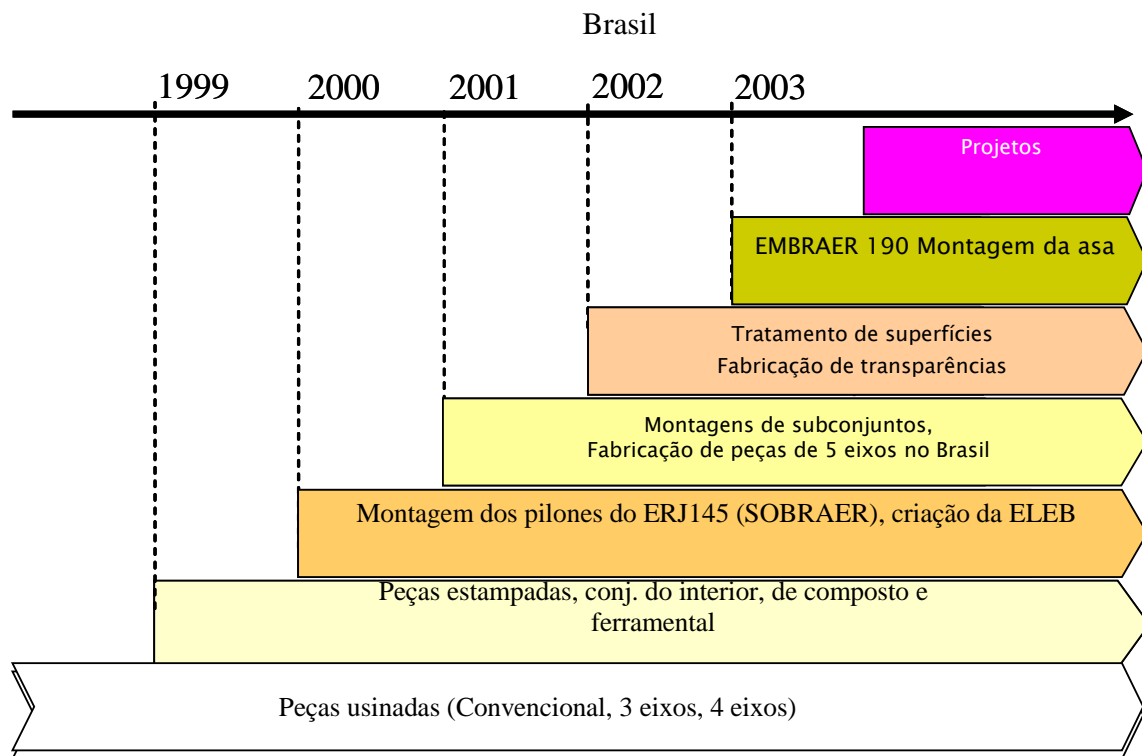 Brasil
1999 2000 2001 2002 2003
Projetos
EMBRAER 190 Montagem da asa
Tratamento de superfícies
Fabricação de transparências
Montagens de subconjuntos,
Fabricação de peças de 5 eixos no Brasil
Montagem dos pilones do ERJ145 (SOBRAER), criação da ELEB
Peças estampadas, conj. do interior, de composto e
ferramental
Peças usinadas (Convencional, 3 eixos, 4 eixos)